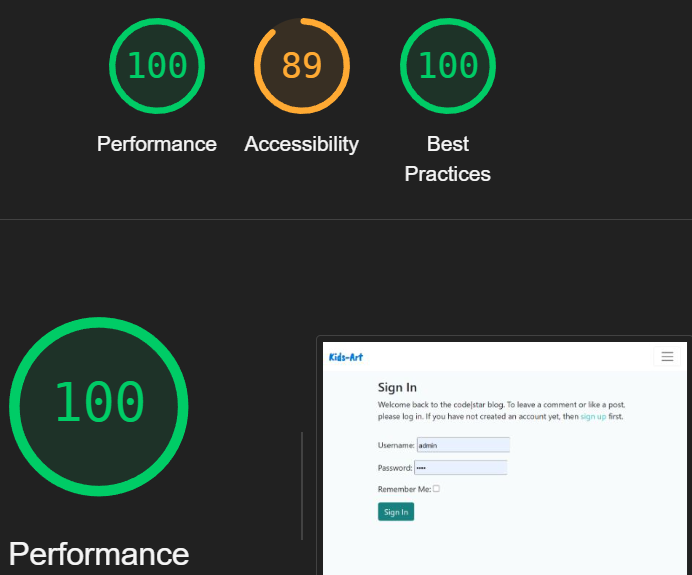 100
89
100
Performance
Accessibility
Best
Practices
100
Performance
Kids-Art
Sign In
Welcome back to the code|star blog. To leave a comment or like a post,
please log in. If you have not created an account yet, then sign up first.
Username: admin
Password: ••••
Remember Me:
Sign In